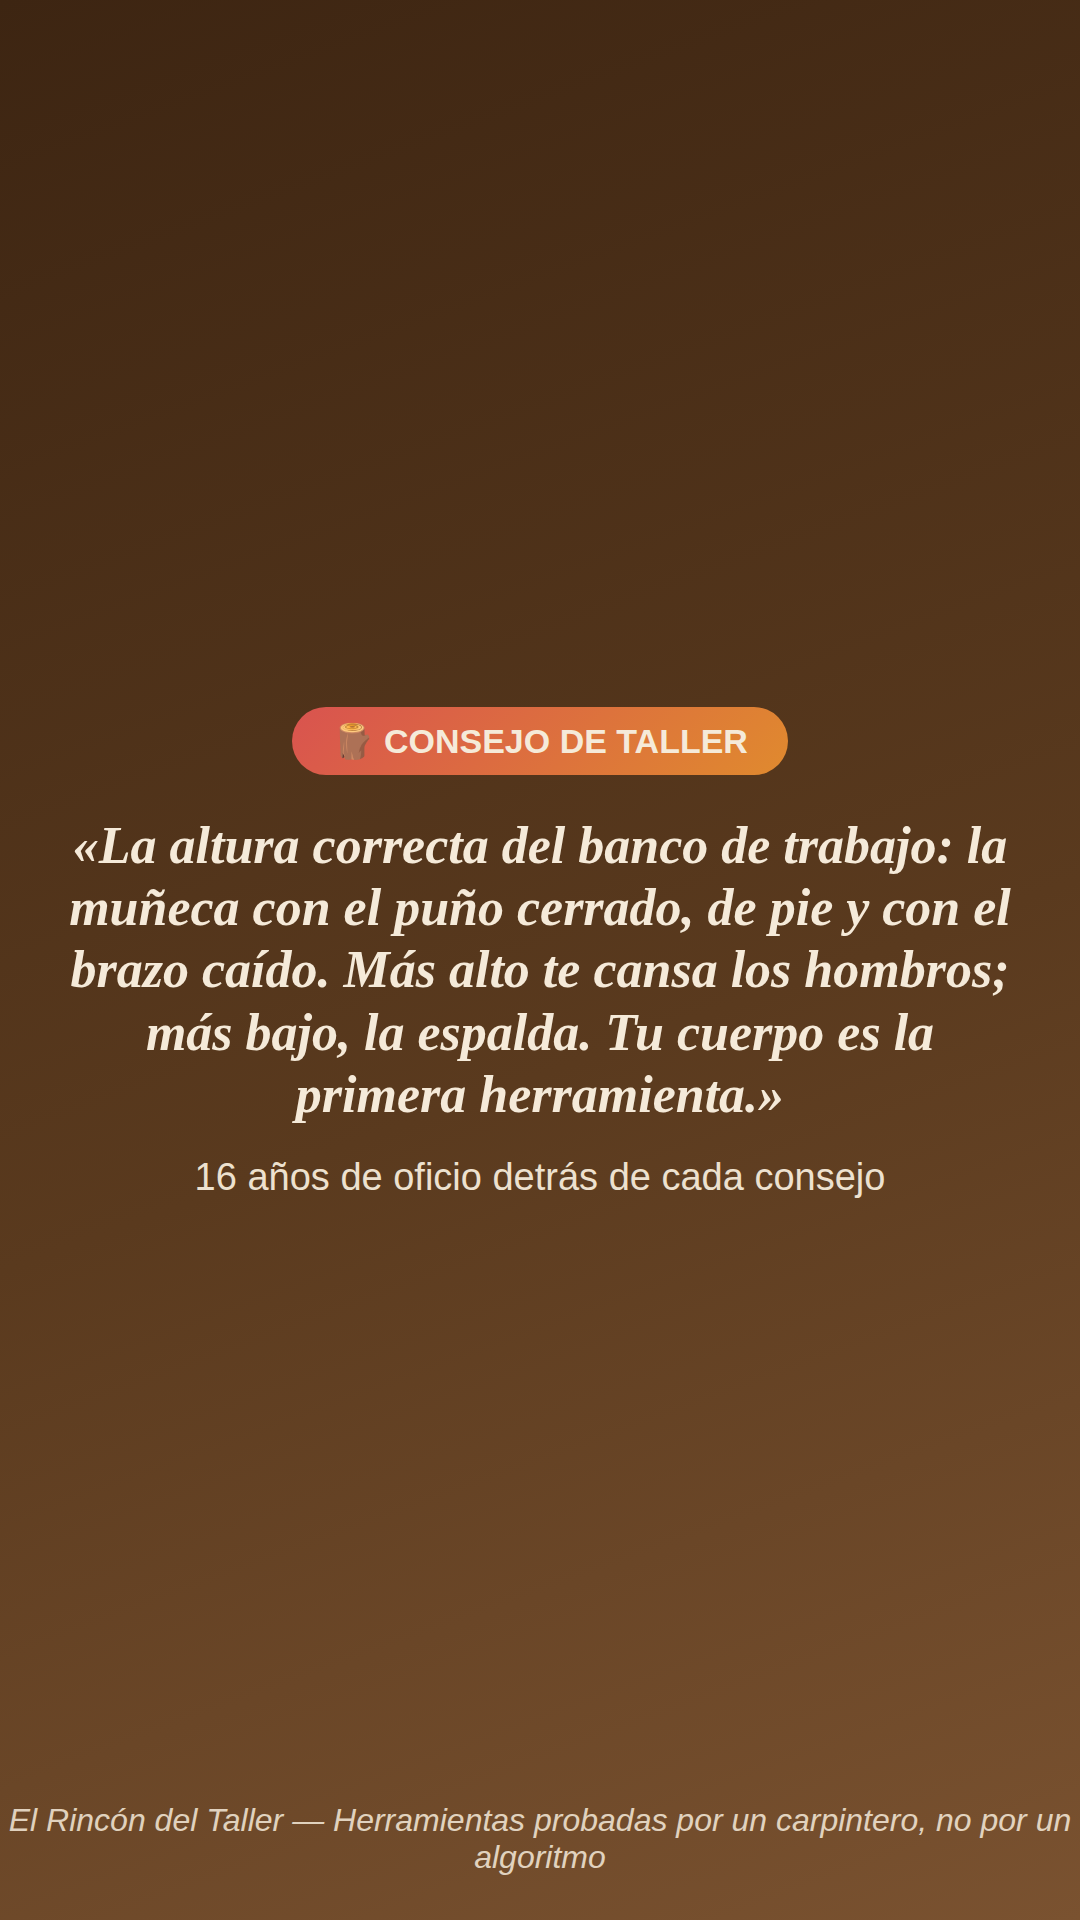 🪵 CONSEJO DE TALLER
«La altura correcta del banco de trabajo: la
muñeca con el puño cerrado, de pie y con el
brazo caído. Más alto te cansa los hombros;
más bajo, la espalda. Tu cuerpo es la
primera herramienta.»
16 años de oficio detrás de cada consejo
El Rincón del Taller — Herramientas probadas por un carpintero, no por un
algoritmo